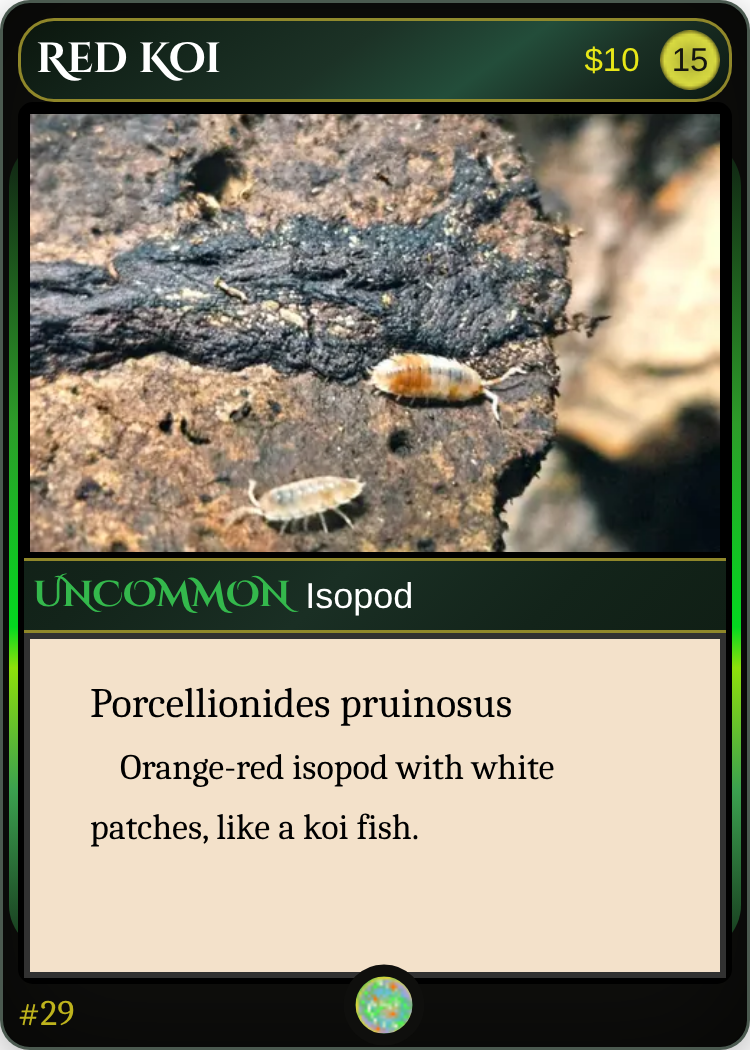 RED KOI $10 15
UNCOMMON Isopod
Porcellionides pruinosus
Orange-red isopod with white
patches, like a koi fish.
#29